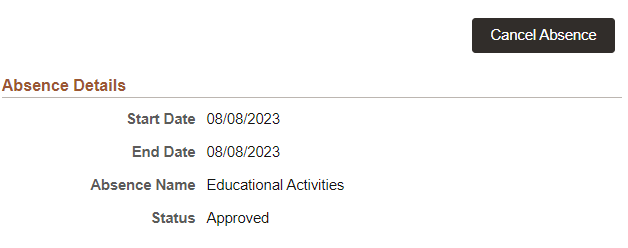 Cancel Absence
Absence Details
Start Date 08/08/2023
End Date 08/08/2023
Absence Name Educational Activities
Status Approved